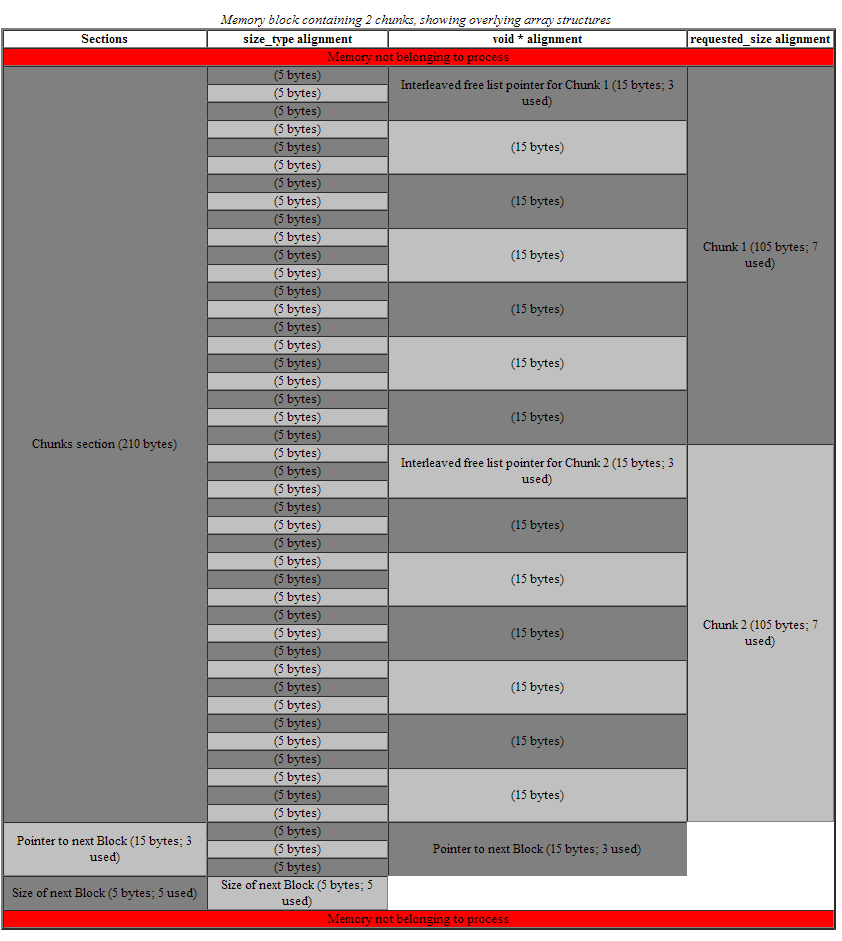 Memory block containing 2 chunks, showing overlying array structures
Sections
size_type alignment
void * alignment
requested_size alignment
Memory not belonging to process
Chunks section (210 bytes)
(5 bytes)
Interleaved free list pointer for Chunk 1 (15 bytes; 3
used)
Chunk 1 (105 bytes; 7
used)
(5 bytes)
(5 bytes)
(5 bytes)
(15 bytes)
(5 bytes)
(5 bytes)
(5 bytes)
(15 bytes)
(5 bytes)
(5 bytes)
(5 bytes)
(15 bytes)
(5 bytes)
(5 bytes)
(5 bytes)
(15 bytes)
(5 bytes)
(5 bytes)
(5 bytes)
(15 bytes)
(5 bytes)
(5 bytes)
(5 bytes)
(15 bytes)
(5 bytes)
(5 bytes)
(5 bytes)
Interleaved free list pointer for Chunk 2 (15 bytes; 3
used)
Chunk 2 (105 bytes; 7
used)
(5 bytes)
(5 bytes)
(5 bytes)
(15 bytes)
(5 bytes)
(5 bytes)
(5 bytes)
(15 bytes)
(5 bytes)
(5 bytes)
(5 bytes)
(15 bytes)
(5 bytes)
(5 bytes)
(5 bytes)
(15 bytes)
(5 bytes)
(5 bytes)
(5 bytes)
(15 bytes)
(5 bytes)
(5 bytes)
(5 bytes)
(15 bytes)
(5 bytes)
(5 bytes)
Pointer to next Block (15 bytes; 3
used)
(5 bytes)
Pointer to next Block (15 bytes; 3 used)
(5 bytes)
(5 bytes)
Size of next Block (5 bytes; 5 used)
Size of next Block (5 bytes; 5
used)
Memory not belonging to process